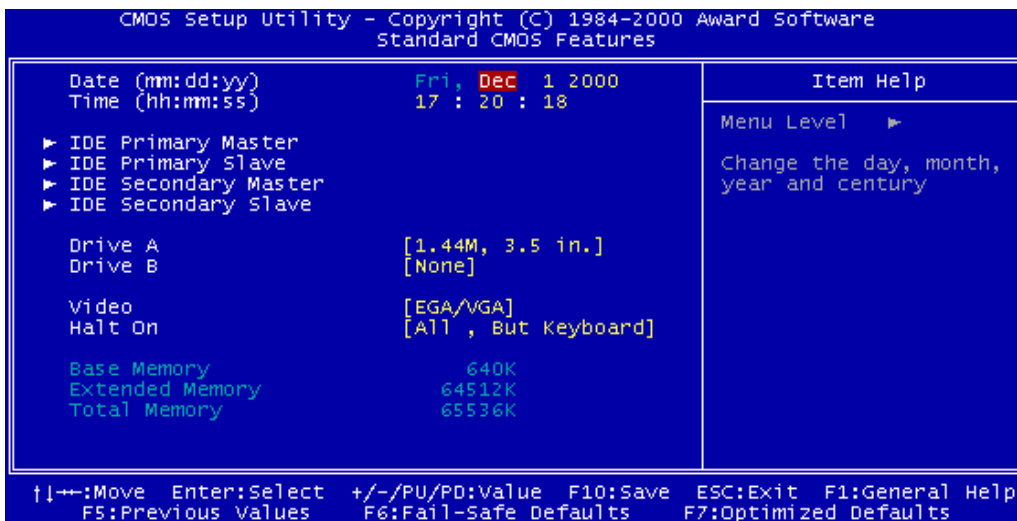 CMOS Setup Utility - Copyright (C) 1984-2000 Award Software
Standard CMOS Features
Date (mm:dd:yy) Fri, Dec 1 2000
Time (hh:mm:ss) 17 : 20 : 18
► IDE Primary Master
► IDE Primary Slave
► IDE Secondary Master
► IDE Secondary Slave
Drive A [1.44M, 3.5 in.]
Drive B [None]
Video [EGA/VGA]
Halt On [All , But Keyboard]
Base Memory 640K
Extended Memory 64512K
Total Memory 65536K
Item Help
Menu Level ►
Change the day, month,
year and century
↑↓→←:Move Enter:Select +/-/PU/PD:Value F10:Save ESC:Exit F1:General Help
F5:Previous Values F6:Fail-Safe Defaults F7:Optimized Defaults